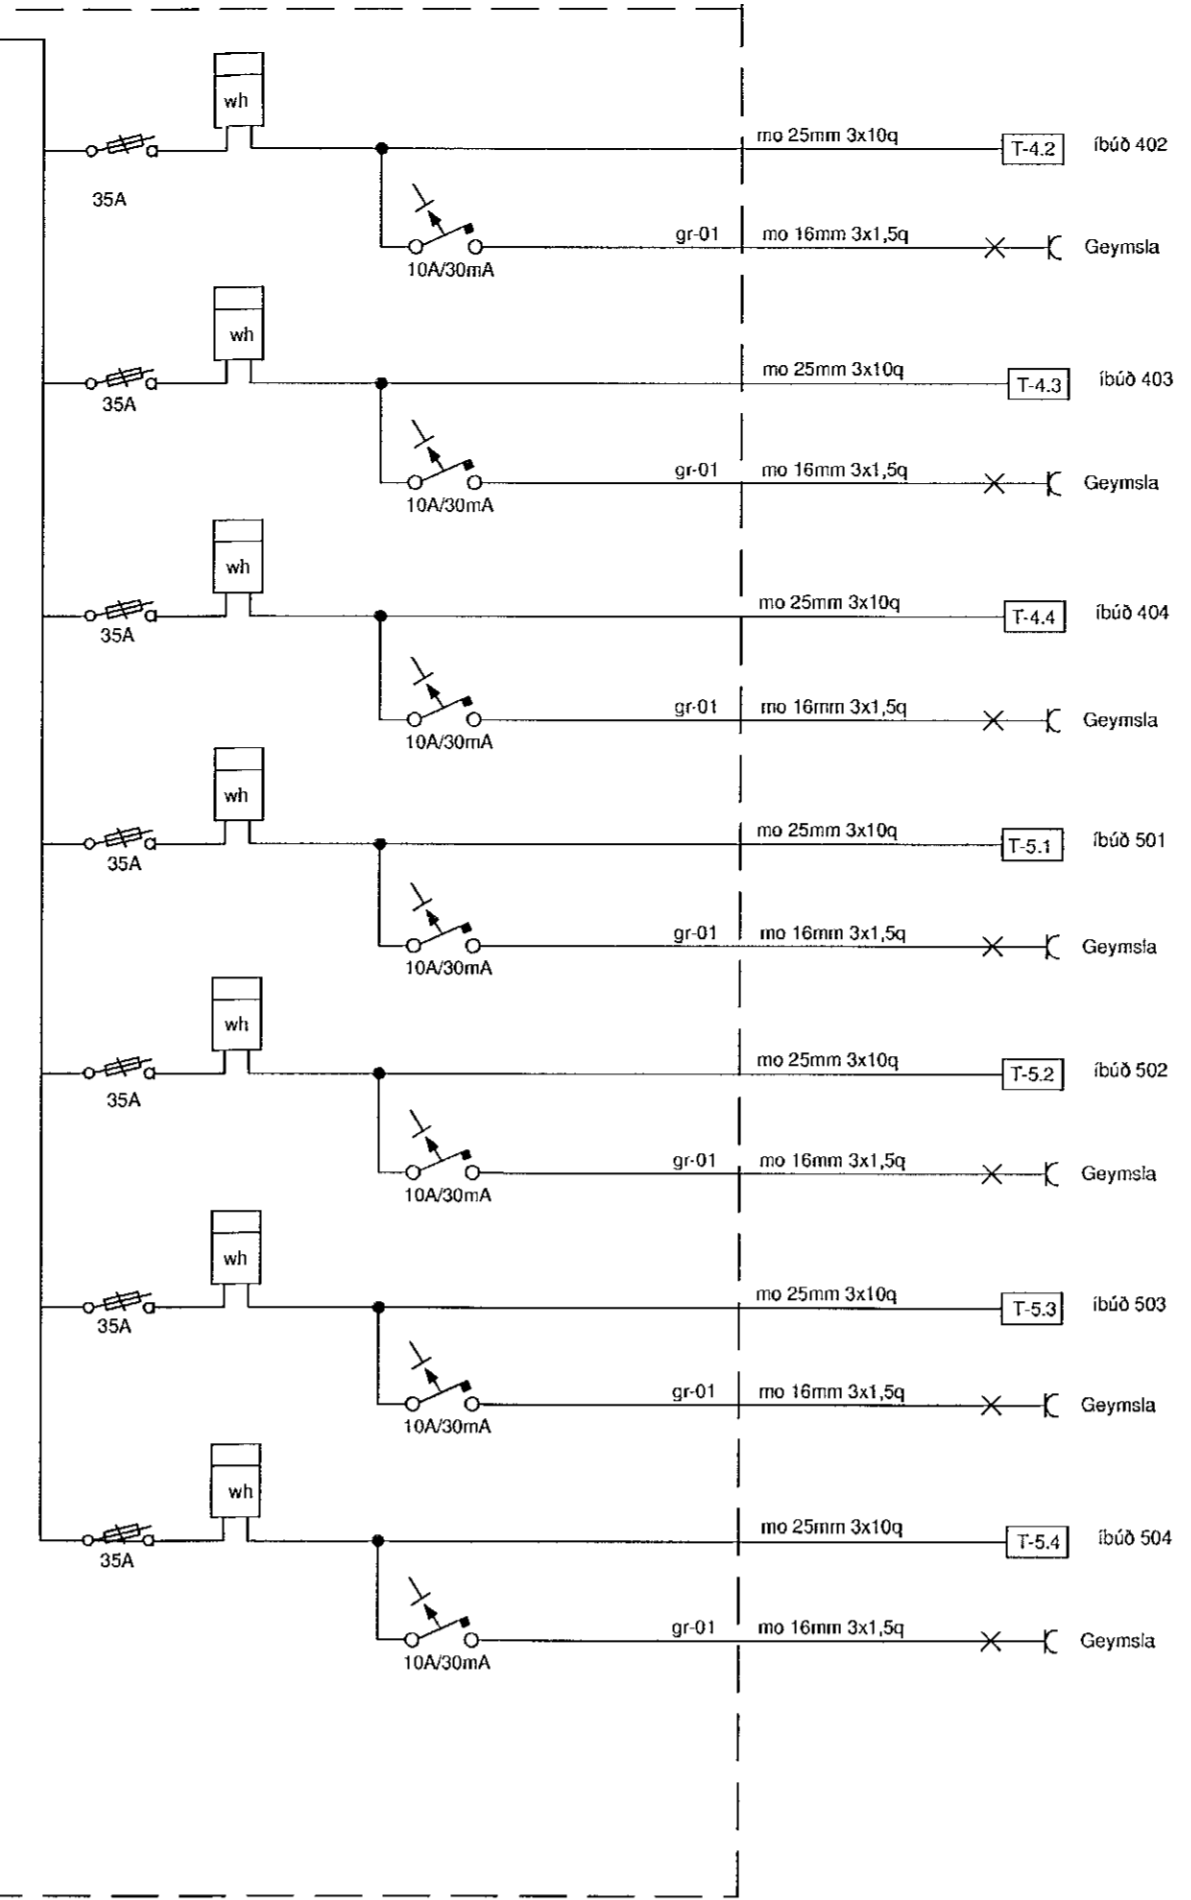 wh
mo 25mm 3x10q
T-4.2
íbúð 402
35A
gr-01
mo 16mm 3x1,5q
Geymsla
10A/30mA
wh
mo 25mm 3x10q
T-4.3
íbúð 403
35A
gr-01
mo 16mm 3x1,5q
Geymsla
10A/30mA
wh
mo 25mm 3x10q
T-4.4
íbúð 404
35A
gr-01
mo 16mm 3x1,5q
Geymsla
10A/30mA
wh
mo 25mm 3x10q
T-5.1
íbúð 501
35A
gr-01
mo 16mm 3x1,5q
Geymsla
10A/30mA
wh
mo 25mm 3x10q
T-5.2
íbúð 502
35A
gr-01
mo 16mm 3x1,5q
Geymsla
10A/30mA
wh
mo 25mm 3x10q
T-5.3
íbúð 503
35A
gr-01
mo 16mm 3x1,5q
Geymsla
10A/30mA
wh
mo 25mm 3x10q
T-5.4
íbúð 504
35A
gr-01
mo 16mm 3x1,5q
Geymsla
10A/30mA